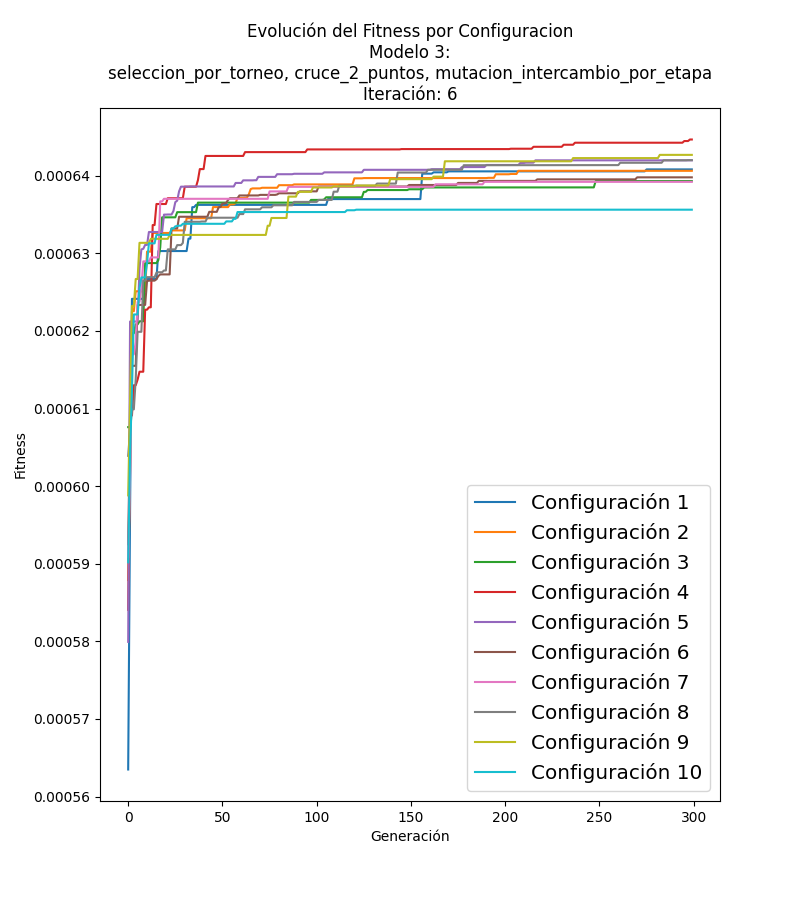 Evolución del Fitness por Configuracion
Modelo 3:
seleccion_por_torneo, cruce_2_puntos, mutacion_intercambio_por_etapa
Iteración: 6
Fitness
0.00064
0.00063
0.00062
0.00061
0.00060
0.00059
0.00058
0.00057
0.00056
Configuración 1
Configuración 2
Configuración 3
Configuración 4
Configuración 5
Configuración 6
Configuración 7
Configuración 8
Configuración 9
Configuración 10
0 50 100 150 200 250 300
Generación